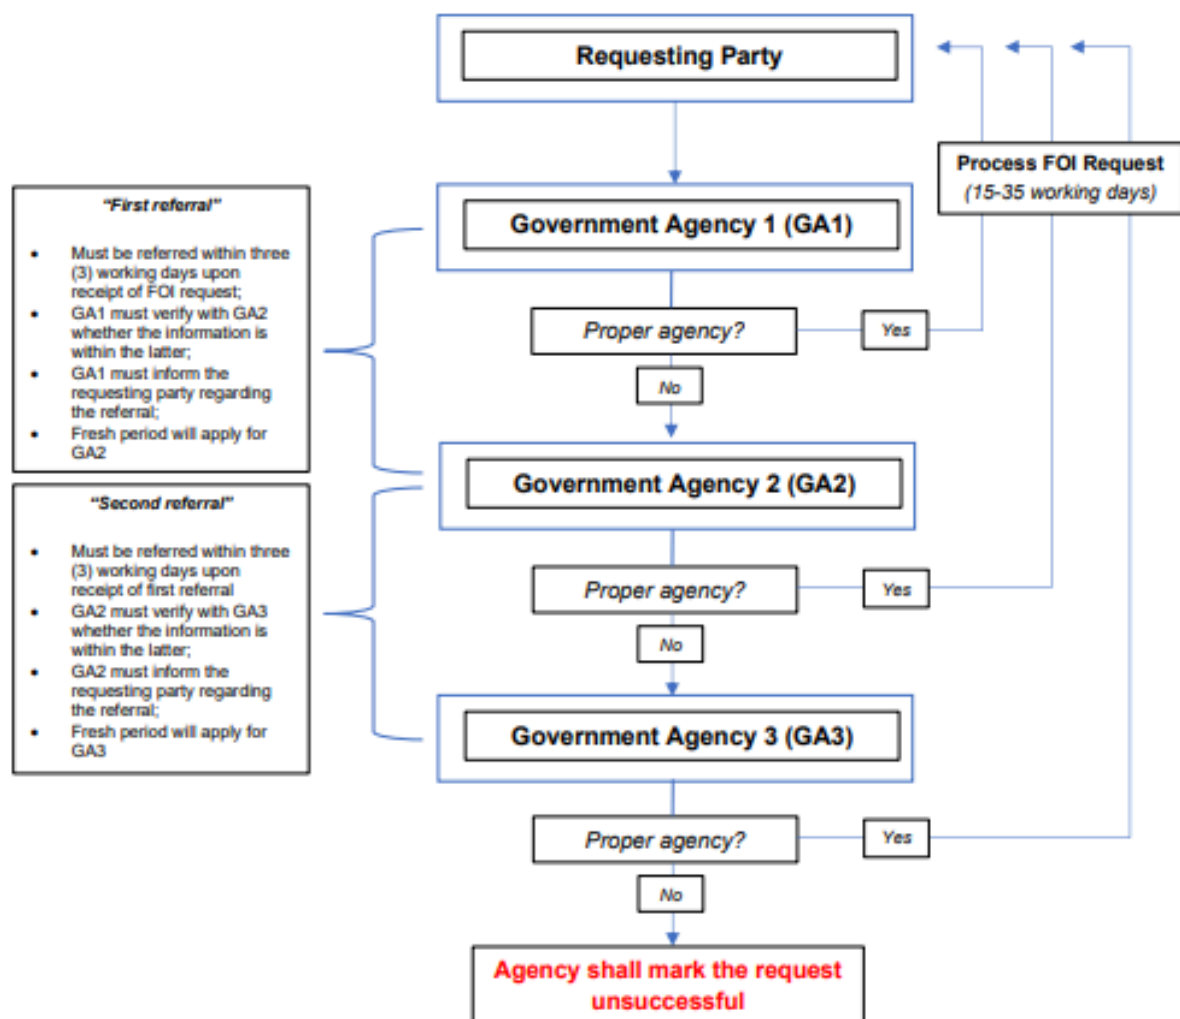 Requesting Party
Process FOI Request
(15-35 working days)
"First referral"
• Must be referred within three
(3) working days upon
receipt of FOI request;
• GA1 must verify with GA2
whether the information is
within the latter;
• GA1 must inform the
requesting party regarding
the referral;
• Fresh period will apply for
GA2
Government Agency 1 (GA1)
Proper agency?
Yes
No
Government Agency 2 (GA2)
"Second referral"
• Must be referred within three
(3) working days upon
receipt of first referral
• GA2 must verify with GA3
whether the information is
within the latter;
• GA2 must inform the
requesting party regarding
the referral;
• Fresh period will apply for
GA3
Proper agency?
Yes
No
Government Agency 3 (GA3)
Proper agency?
Yes
No
Agency shall mark the request
unsuccessful